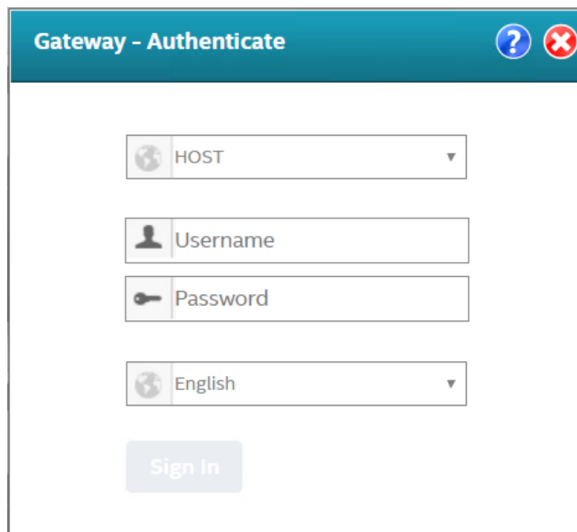 Gateway – Authenticate
?
HOST
Username
Password
English
Sign In